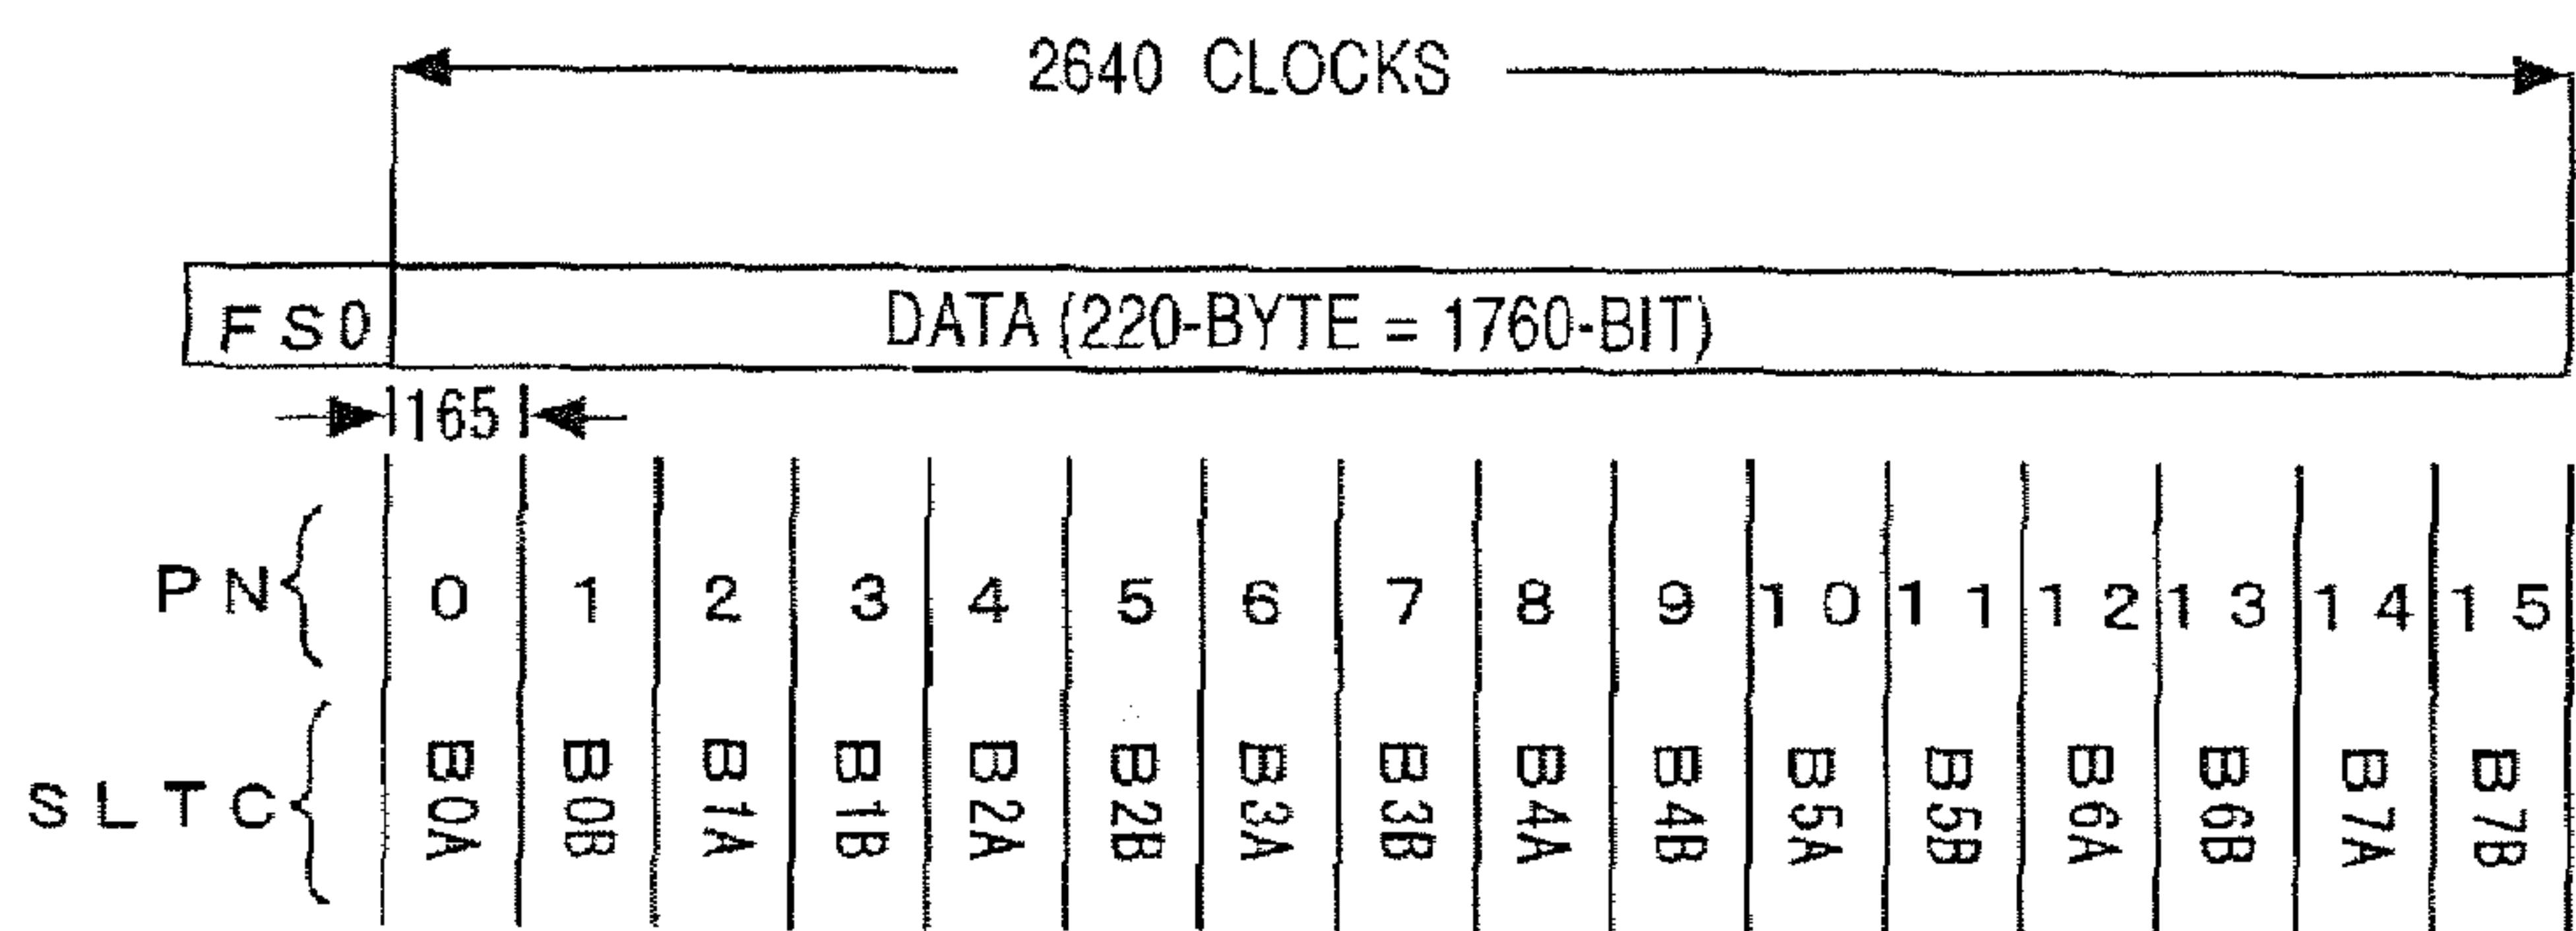 2640 CLOCKS
FS0 DATA (220-BYTE = 1760-BIT)
165
PN 0 1 2 3 4 5 6 7 8 9 10 11 12 13 14 15
SLTC B0A B0B B1A B1B B2A B2B B3A B3B B4A B4B B5A B5B B6A B6B B7A B7B